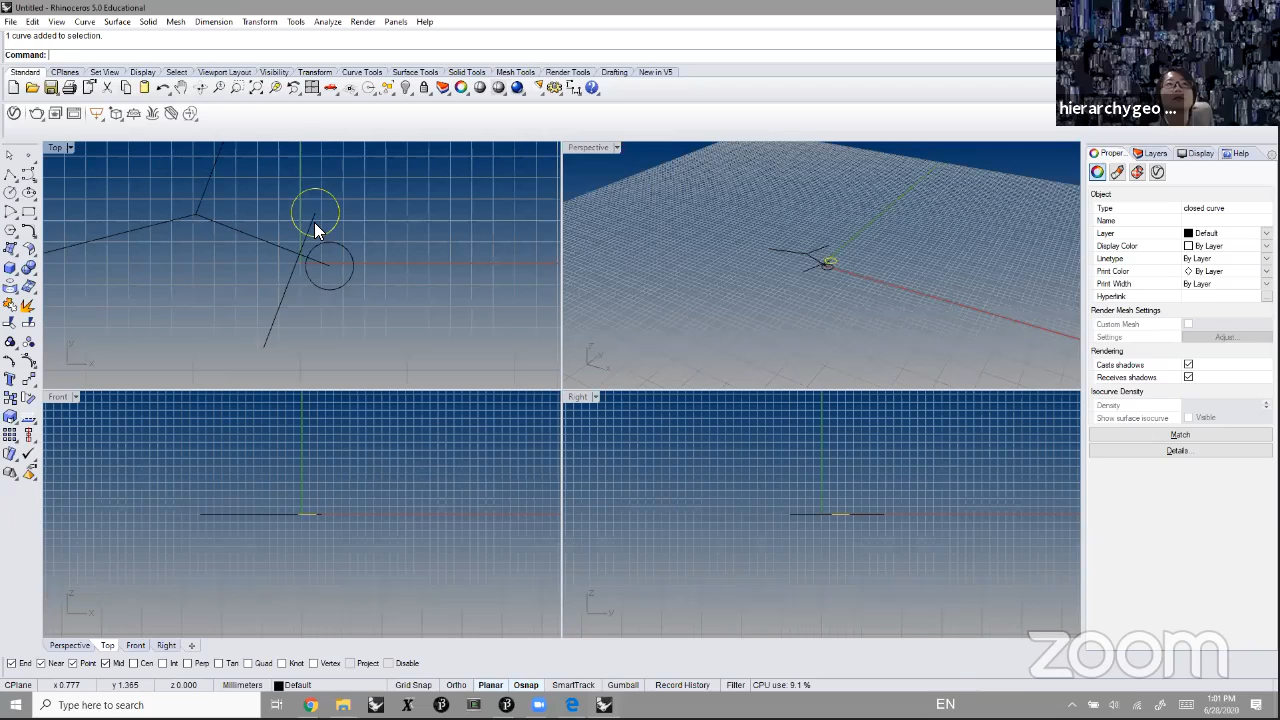 Untitled - Rhinoceros 5.0 Educational
File Edit View Curve Surface Solid Mesh Dimension Transform Tools Analyze Render Panels Help
1 curve added to selection.
Command:
Standard CPlanes Set View Display Select Viewport Layout Visibility Transform Curve Tools Surface Tools Solid Tools Mesh Tools Render Tools Drafting New in V5
hierarchygeo ...
Top
Perspective
Proper... Layers Display Help
Object
Type closed curve
Name
Layer Default
Display Color By Layer
Linetype By Layer
Print Color By Layer
Print Width By Layer
Hyperlink
Render Mesh Settings
Custom Mesh
Settings Adjust...
Rendering
Casts shadows
Receives shadows
Isocurve Density
Density
Show surface isocurve Visible
Match
Details...
y
x
z
x
y
Front
Right
z
x
z
y
Perspective Top Front Right
End Near Point Mid Cen Int Perp Tan Quad Knot Vertex Project Disable
CPlane x 0.777 y 1.365 z 0.000 Millimeters Default Grid Snap Ortho Planar Osnap SmartTrack Gumball Record History Filter CPU use: 9.1 %
zoom
Type here to search
EN
1:01 PM
6/28/2020